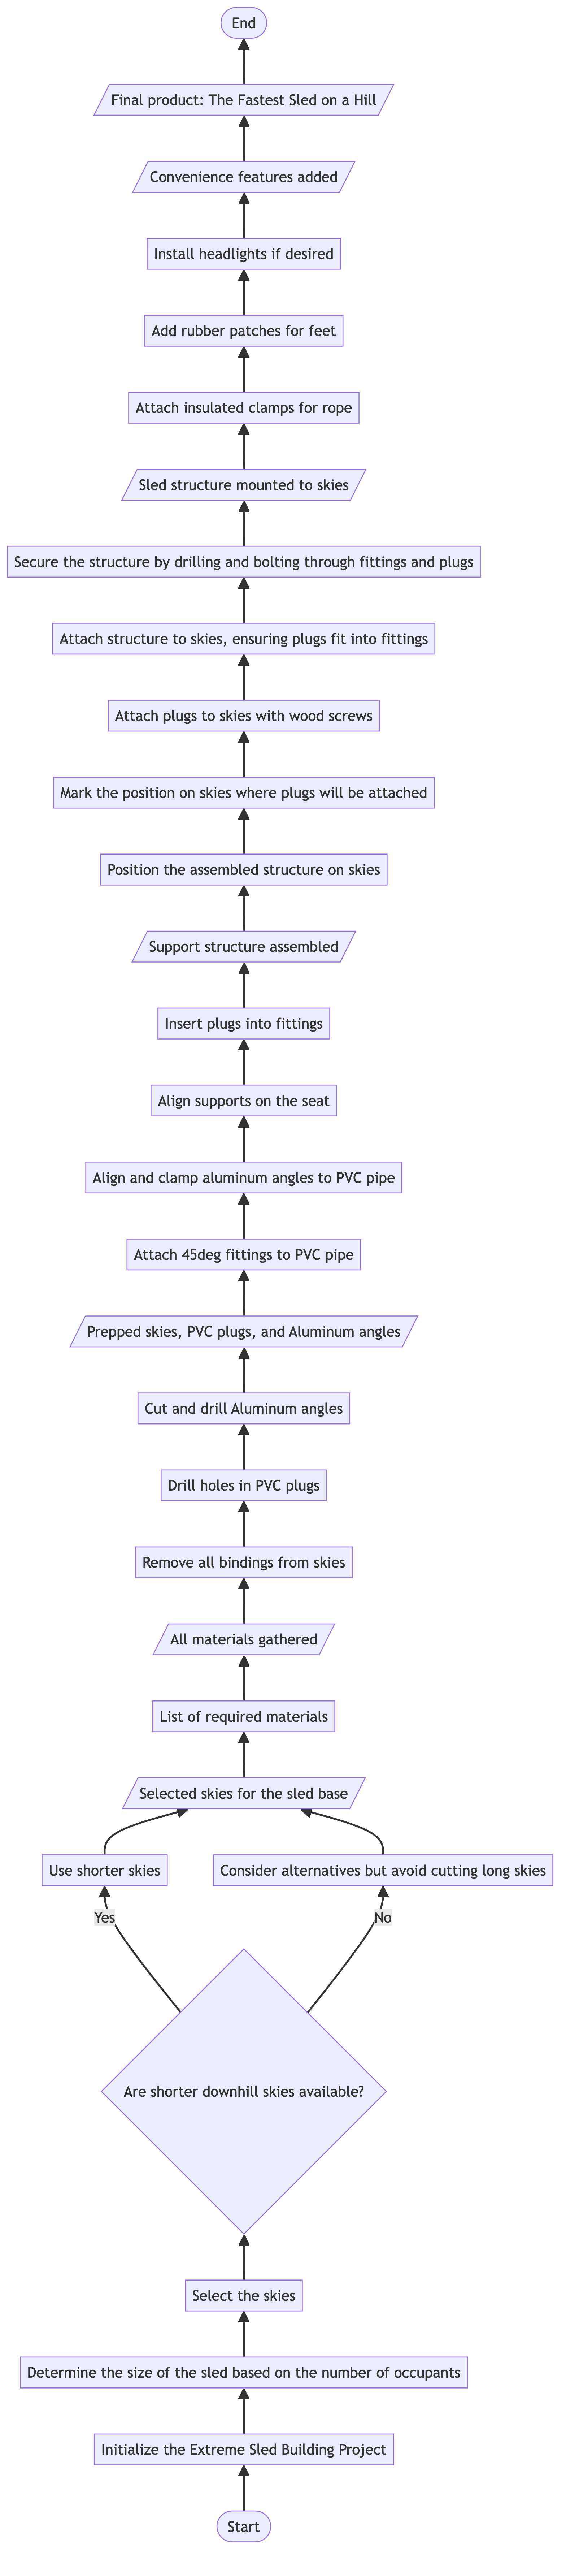 End
Final product: The Fastest Sled on a Hill
Convenience features added
Install headlights if desired
Add rubber patches for feet
Attach insulated clamps for rope
Sled structure mounted to skies
Secure the structure by drilling and bolting through fittings and plugs
Attach structure to skies, ensuring plugs fit into fittings
Attach plugs to skies with wood screws
Mark the position on skies where plugs will be attached
Position the assembled structure on skies
Support structure assembled
Insert plugs into fittings
Align supports on the seat
Align and clamp aluminum angles to PVC pipe
Attach 45deg fittings to PVC pipe
Prepped skies, PVC plugs, and Aluminum angles
Cut and drill Aluminum angles
Drill holes in PVC plugs
Remove all bindings from skies
All materials gathered
List of required materials
Selected skies for the sled base
Use shorter skies
Consider alternatives but avoid cutting long skies
Yes
No
Are shorter downhill skies available?
Select the skies
Determine the size of the sled based on the number of occupants
Initialize the Extreme Sled Building Project
Start